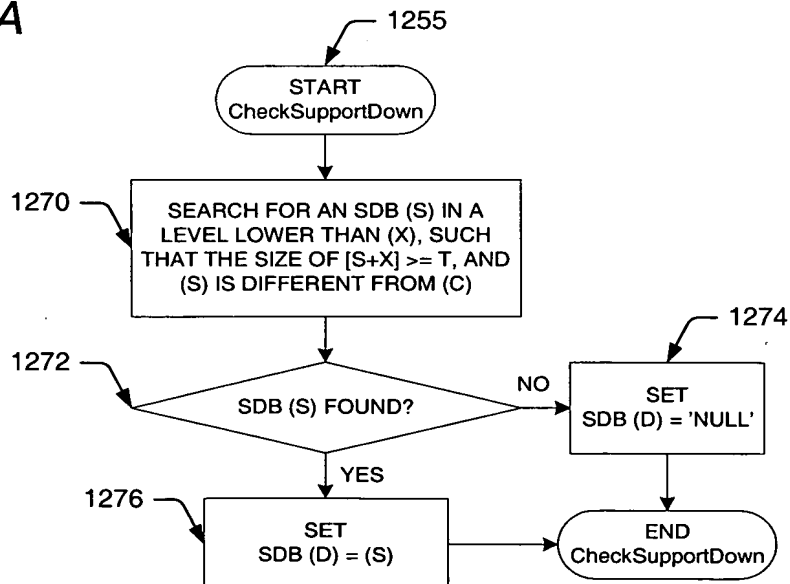 A
1255
START
CheckSupportDown
1270
SEARCH FOR AN SDB (S) IN A
LEVEL LOWER THAN (X), SUCH
THAT THE SIZE OF [S+X] >= T, AND
(S) IS DIFFERENT FROM (C)
1274
1272
SDB (S) FOUND?
NO
SET
SDB (D) = 'NULL'
YES
1276
SET
SDB (D) = (S)
END
CheckSupportDown